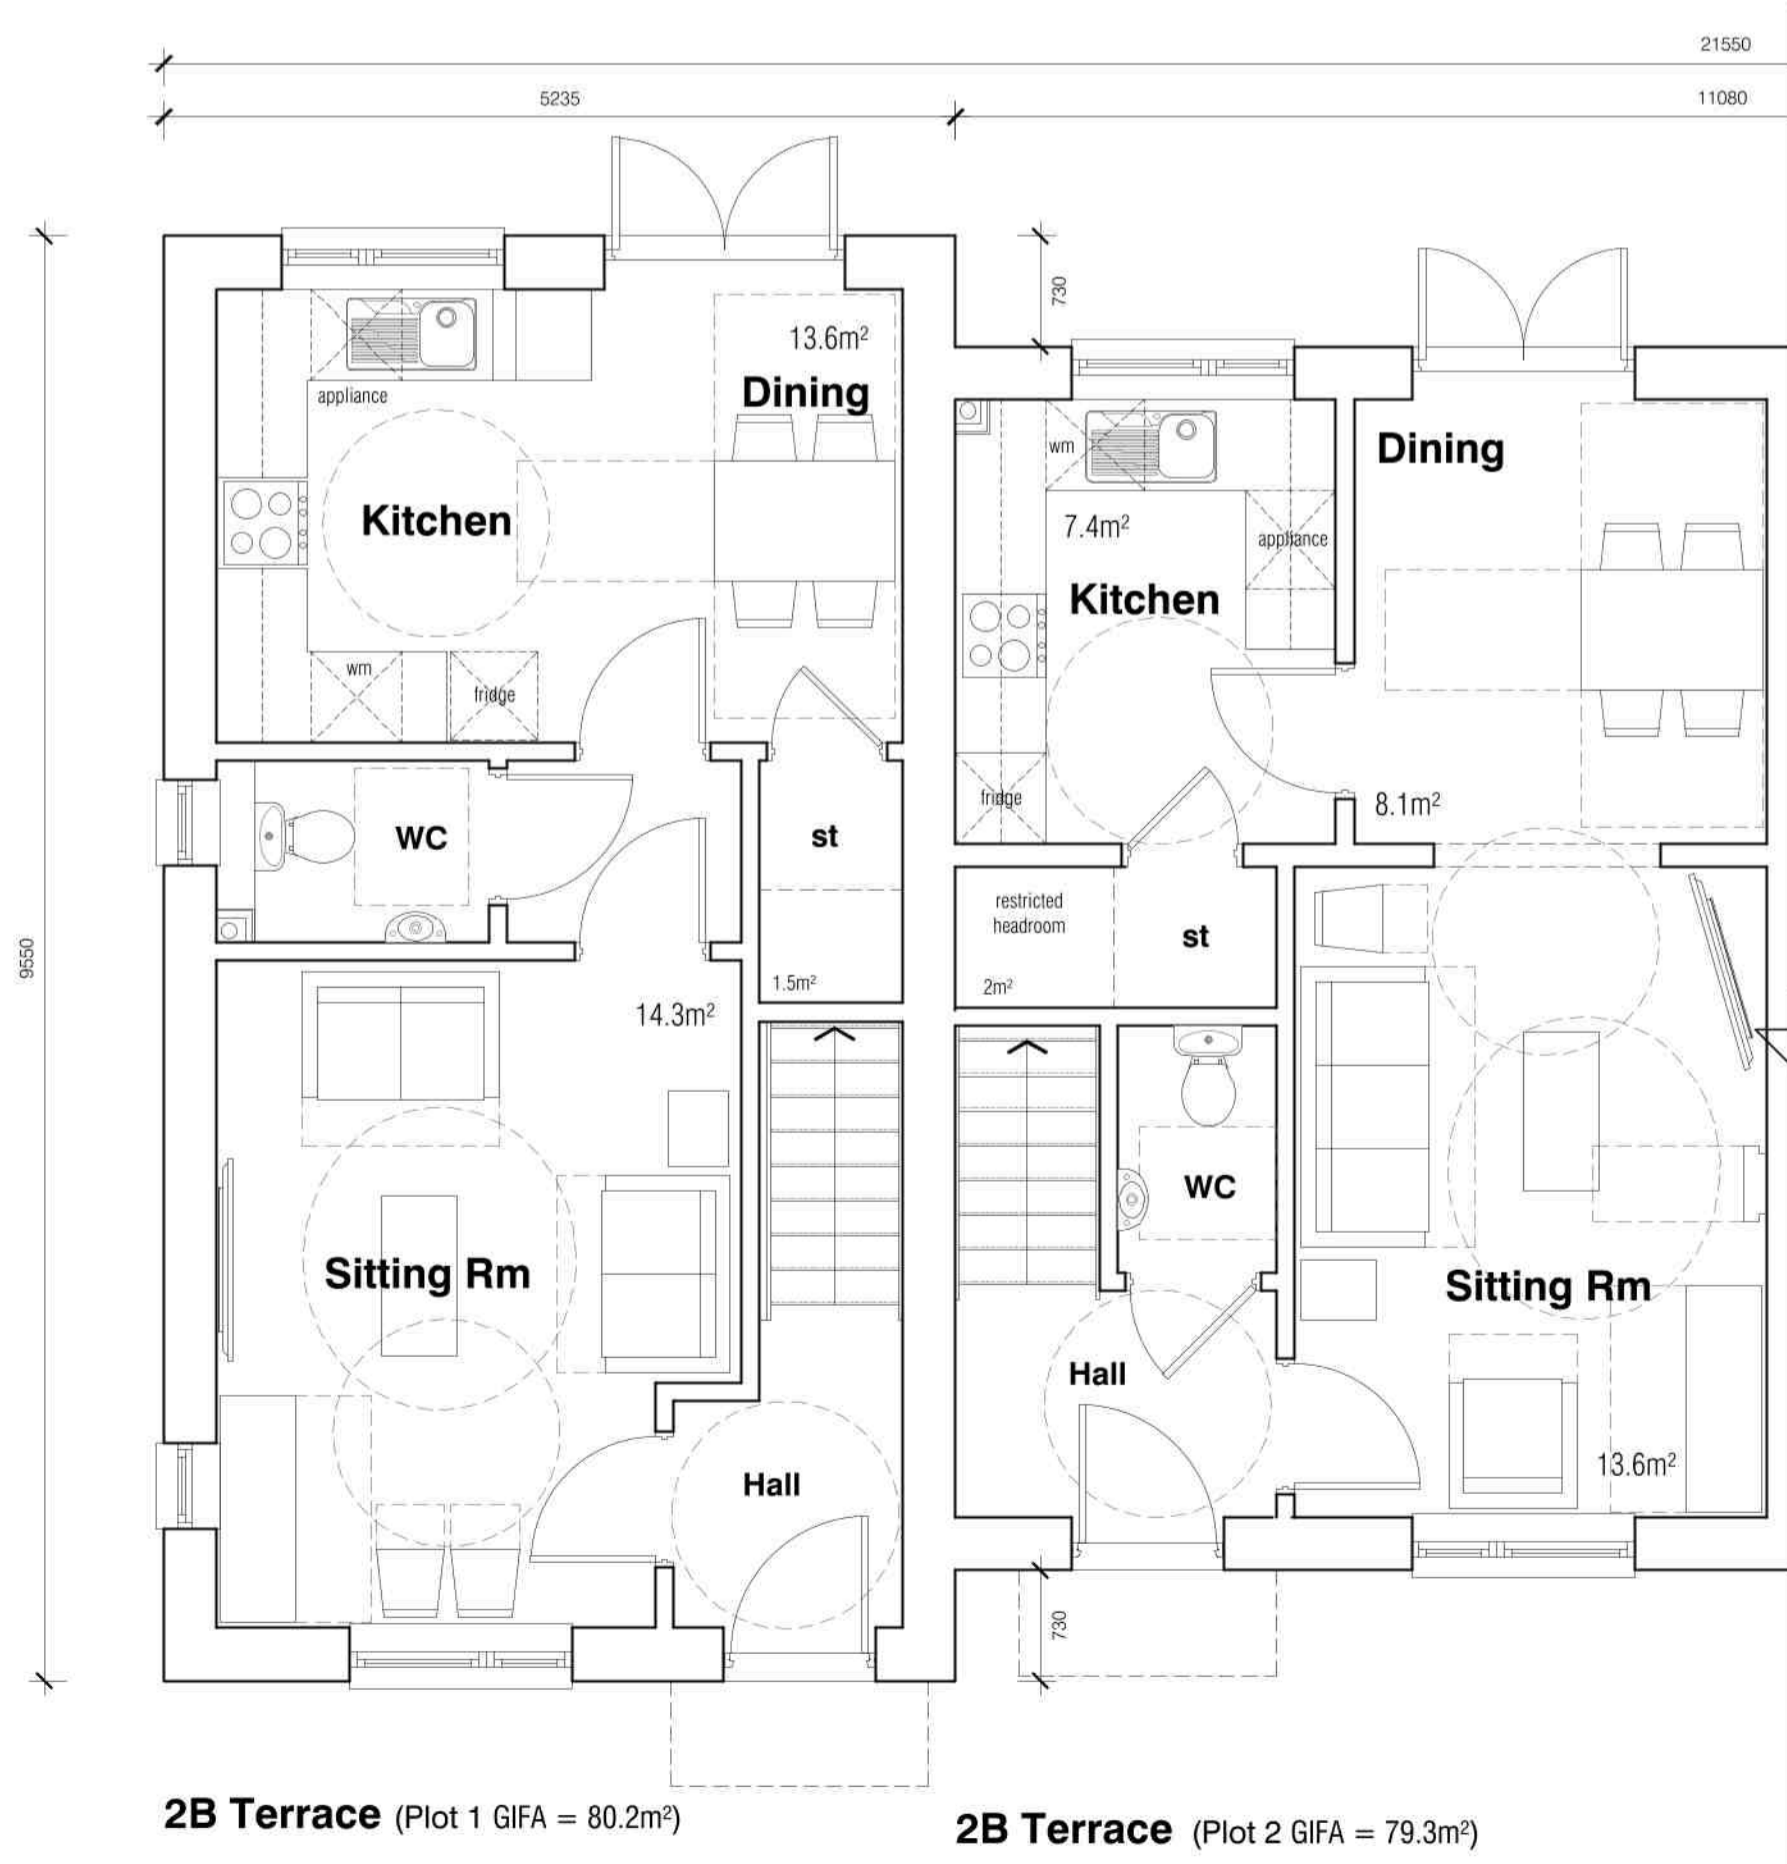 21550
5235
11080
730
9550
13.6m²
Dining
appliance
Kitchen
wm
fridge
WC
st
1.5m²
14.3m²
Sitting Rm
Hall
wm
7.4m²
appliance
Kitchen
fridge
Dining
8.1m²
restricted
headroom
st
2m²
WC
Hall
Sitting Rm
13.6m²
730
2B Terrace (Plot 1 GIFA = 80.2m²)
2B Terrace (Plot 2 GIFA = 79.3m²)